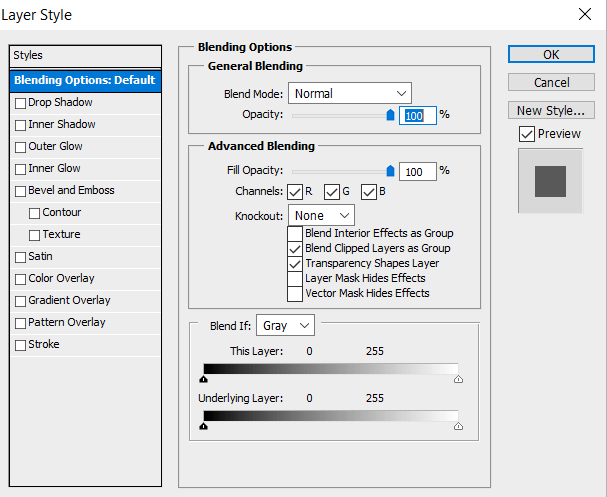 Layer Style
Styles
Blending Options: Default
Drop Shadow
Inner Shadow
Outer Glow
Inner Glow
Bevel and Emboss
Contour
Texture
Satin
Color Overlay
Gradient Overlay
Pattern Overlay
Stroke
Blending Options
General Blending
Blend Mode: Normal
Opacity: 100 %
Advanced Blending
Fill Opacity: 100 %
Channels: R G B
Knockout: None
Blend Interior Effects as Group
Blend Clipped Layers as Group
Transparency Shapes Layer
Layer Mask Hides Effects
Vector Mask Hides Effects
Blend If: Gray
This Layer: 0 255
Underlying Layer: 0 255
OK
Cancel
New Style...
Preview